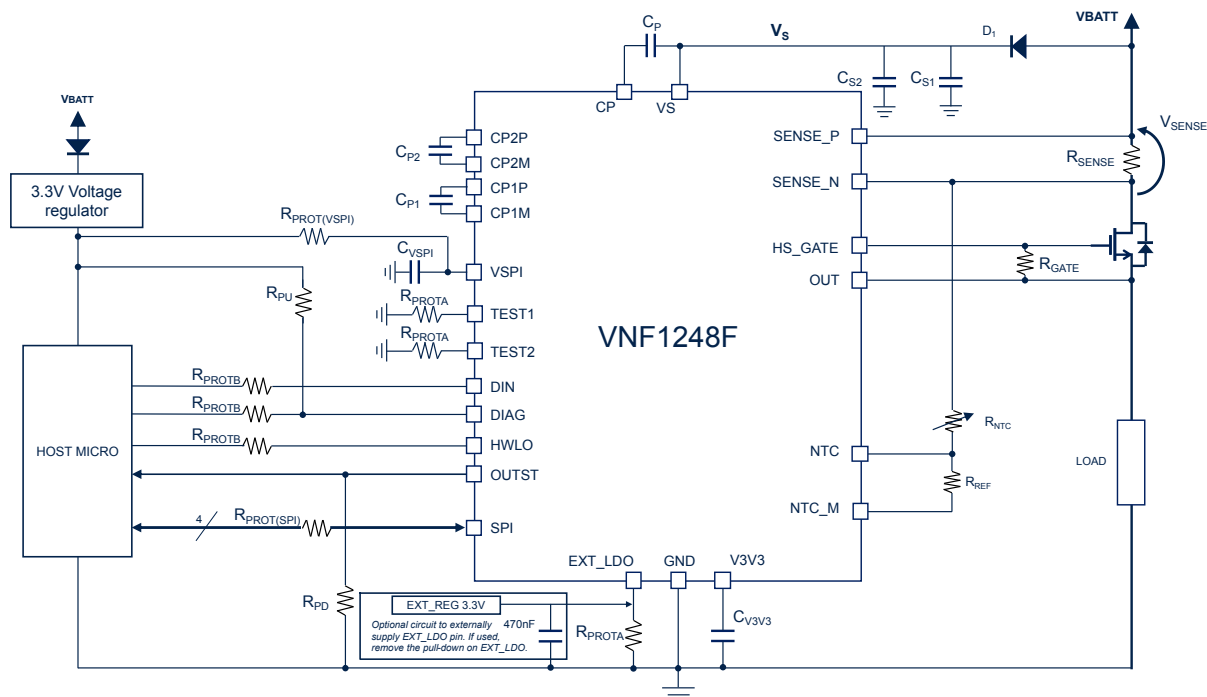 VBATT
CP
VS
D1
CS2
CS1
CP
VS
VBATT
3.3V Voltage
regulator
CP2
CP2P
CP2M
CP1
CP1P
CP1M
RPROT(VSPI)
CVSPI
VSPI
RPU
RPROTA
TEST1
RPROTA
TEST2
VNF1248F
SENSE_P
VSENSE
RSENSE
SENSE_N
HS_GATE
RGATE
OUT
HOST MICRO
RPROTB
DIN
RPROTB
DIAG
RPROTB
HWLO
OUTST
4
RPROT(SPI)
SPI
RNTC
NTC
RREF
NTC_M
LOAD
EXT_LDO
GND
V3V3
RPD
EXT_REG 3.3V
Optional circuit to externally
supply EXT_LDO pin. If used,
remove the pull-down on EXT_LDO.
470nF
RPROTA
CV3V3